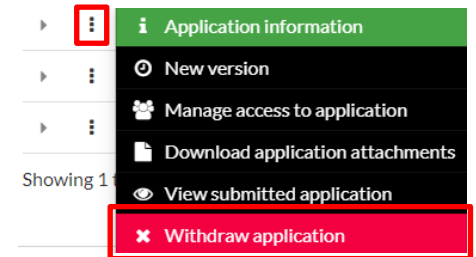 Application information
New version
Manage access to application
Download application attachments
View submitted application
Showing 1
Withdraw application